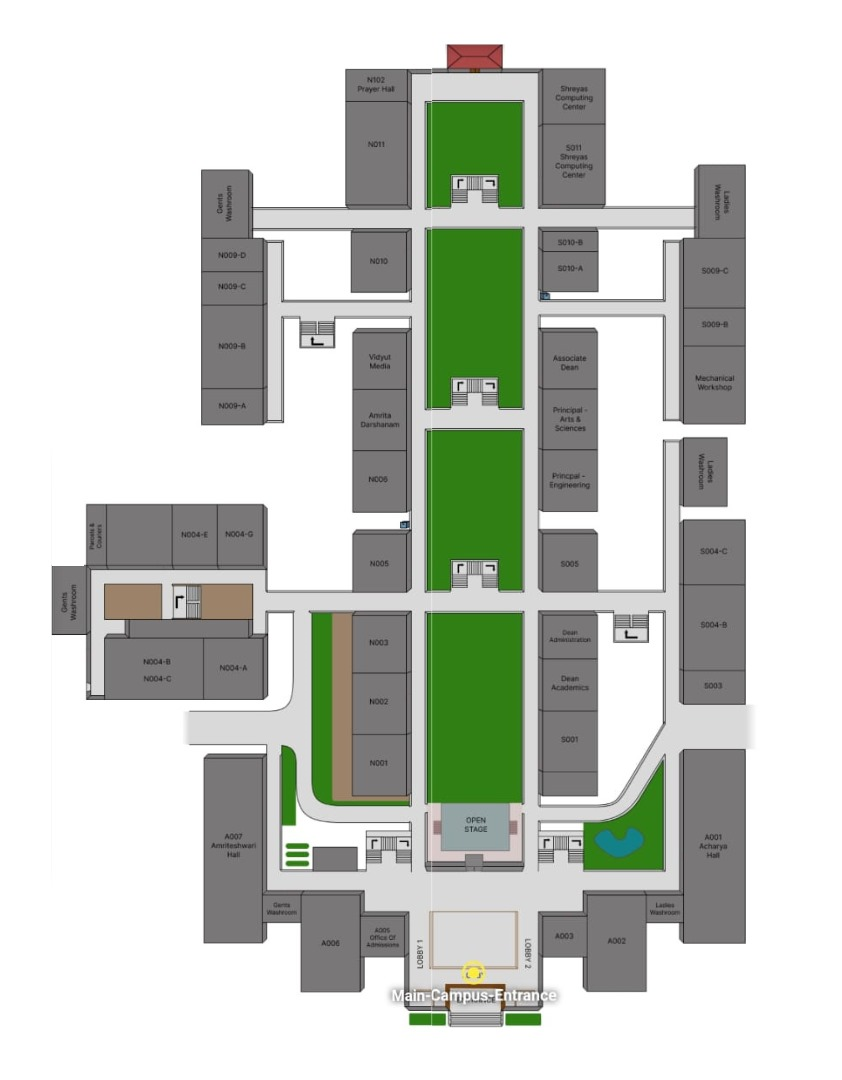 N102
Prayer Hall
Shreyas
Computing
Center
N011
S011
Shreyas
Computing
Center
Gents
Washroom
Ladies
Washroom
N009-D
N010
S010-B
S010-A
S009-C
N009-C
S009-B
N009-B
Vidyut
Media
Associate
Dean
Mechanical
Workshop
N009-A
Amrita
Darshanam
Principal -
Arts &
Sciences
N006
Princpal -
Engineering
Ladies
Washroom
Parcels &
Couriers
N004-E
N004-G
N005
S005
S004-C
Gents
Washroom
N003
Dean
Administration
S004-B
N004-B
N004-C
N004-A
Dean
Academics
S003
N002
S001
N001
OPEN
STAGE
A007
Amriteshwari
Hall
A001
Acharya
Hall
Gents
Washroom
Ladies
Washroom
A006
A005
Office Of
Admissions
LOBBY 1
LOBBY 2
A003
A002
Main-Campus-Entrance